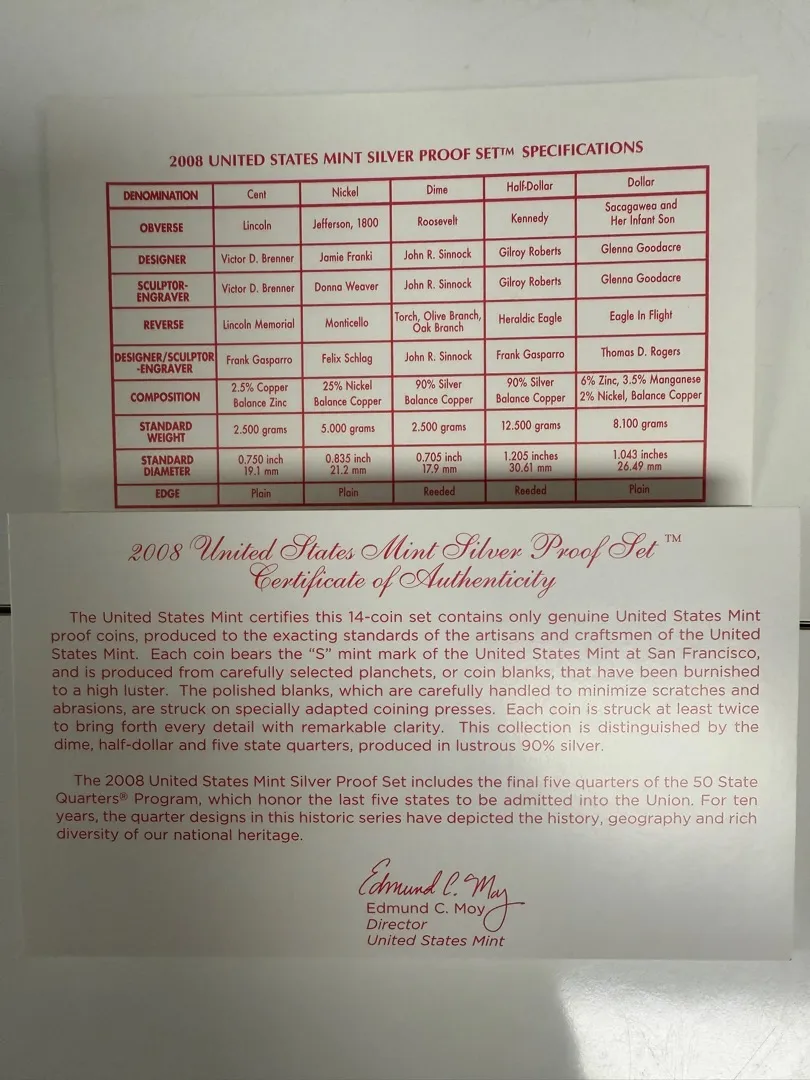 2008 UNITED STATES MINT SILVER PROOF SET™ SPECIFICATIONS
DENOMINATION Cent Nickel Dime Half-Dollar Dollar
OBVERSE Lincoln Jefferson, 1800 Roosevelt Kennedy Sacagawea and
Her Infant Son
DESIGNER Victor D. Brenner Jamie Franki John R. Sinnock Gilroy Roberts Glenna Goodacre
SCULPTOR-
ENGRAVER Victor D. Brenner Donna Weaver John R. Sinnock Gilroy Roberts Glenna Goodacre
REVERSE Lincoln Memorial Monticello Torch, Olive Branch, Heraldic Eagle Eagle In Flight
Oak Branch
DESIGNER/SCULPTOR
-ENGRAVER Frank Gasparro Felix Schlag John R. Sinnock Frank Gasparro Thomas D. Rogers
COMPOSITION 2.5% Copper 25% Nickel 90% Silver 90% Silver 6% Zinc, 3.5% Manganese
Balance Zinc Balance Copper Balance Copper Balance Copper 2% Nickel, Balance Copper
STANDARD
WEIGHT 2.500 grams 5.000 grams 2.500 grams 12.500 grams 8.100 grams
STANDARD 0.750 inch 0.835 inch 0.705 inch 1.205 inches 1.043 inches
DIAMETER 19.1 mm 21.2 mm 17.9 mm 30.61 mm 26.49 mm
EDGE Plain Plain Reeded Reeded Plain
2008 United States Mint Silver Proof Set™
Certificate of Authenticity
The United States Mint certifies this 14-coin set contains only genuine United States Mint
proof coins, produced to the exacting standards of the artisans and craftsmen of the United
States Mint. Each coin bears the “S” mint mark of the United States Mint at San Francisco,
and is produced from carefully selected planchets, or coin blanks, that have been burnished
to a high luster. The polished blanks, which are carefully handled to minimize scratches and
abrasions, are struck on specially adapted coining presses. Each coin is struck at least twice
to bring forth every detail with remarkable clarity. This collection is distinguished by the
dime, half-dollar and five state quarters, produced in lustrous 90% silver.
The 2008 United States Mint Silver Proof Set includes the final five quarters of the 50 State
Quarters® Program, which honor the last five states to be admitted into the Union. For ten
years, the quarter designs in this historic series have depicted the history, geography and rich
diversity of our national heritage.
Edmund C. Moy
Edmund C. Moy
Director
United States Mint